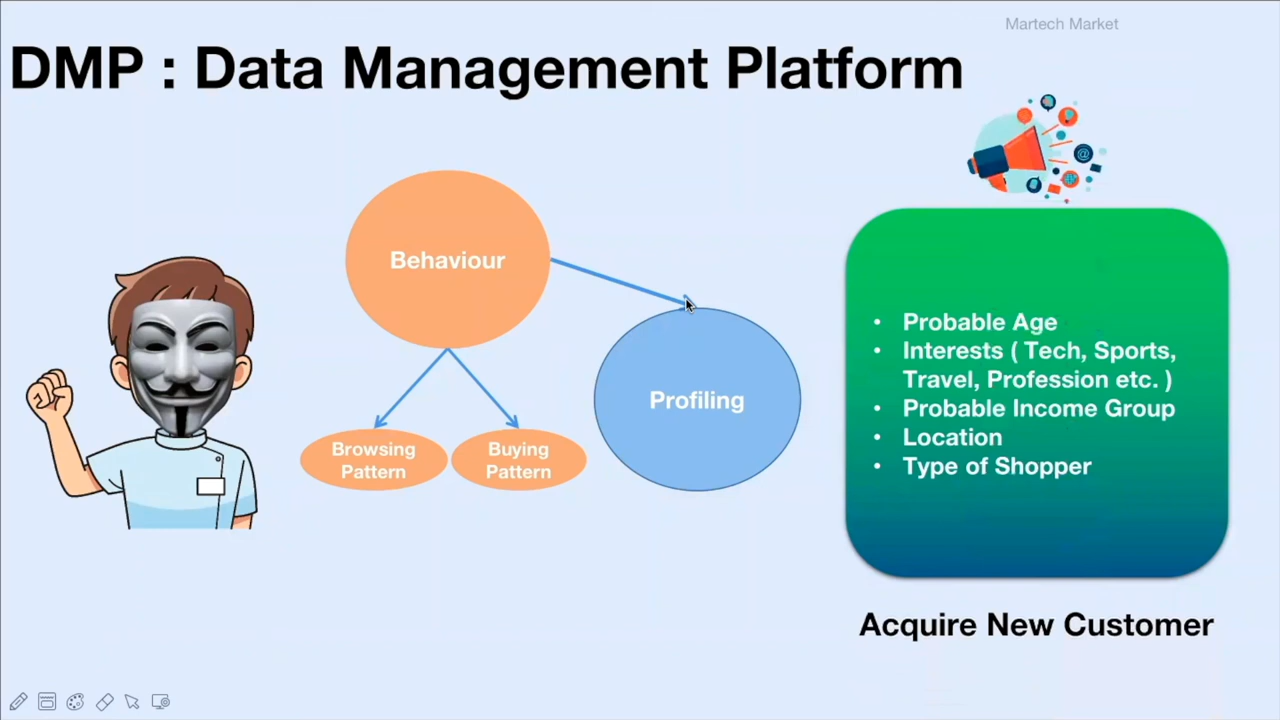 Martech Market
DMP : Data Management Platform
Behaviour
Browsing
Pattern
Buying
Pattern
Profiling
• Probable Age
• Interests ( Tech, Sports,
Travel, Profession etc. )
• Probable Income Group
• Location
• Type of Shopper
Acquire New Customer